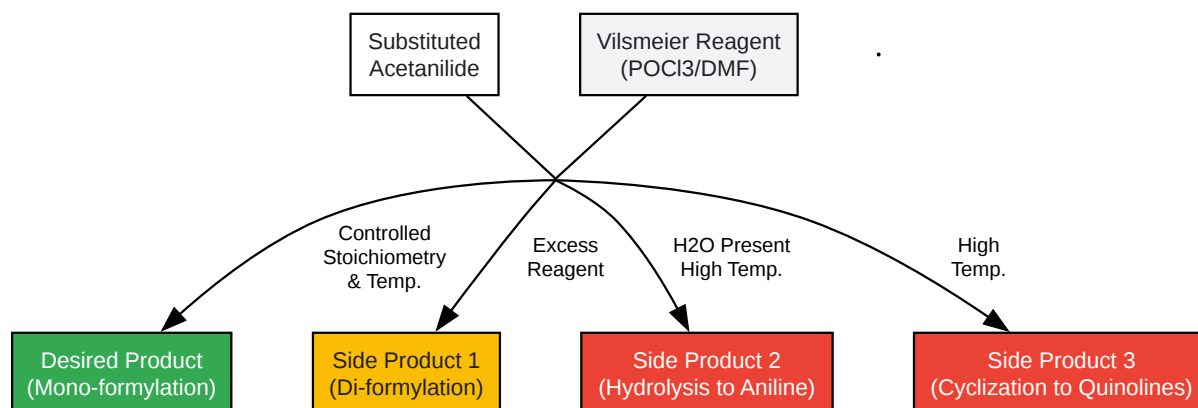 Substituted
Acetanilide
Vilsmeier Reagent
(POCl3/DMF)
.
Controlled
Stoichiometry
& Temp.
Excess
Reagent
H2O Present
High Temp.
High
Temp.
Desired Product
(Mono-formylation)
Side Product 1
(Di-formylation)
Side Product 2
(Hydrolysis to Aniline)
Side Product 3
(Cyclization to Quinolines)